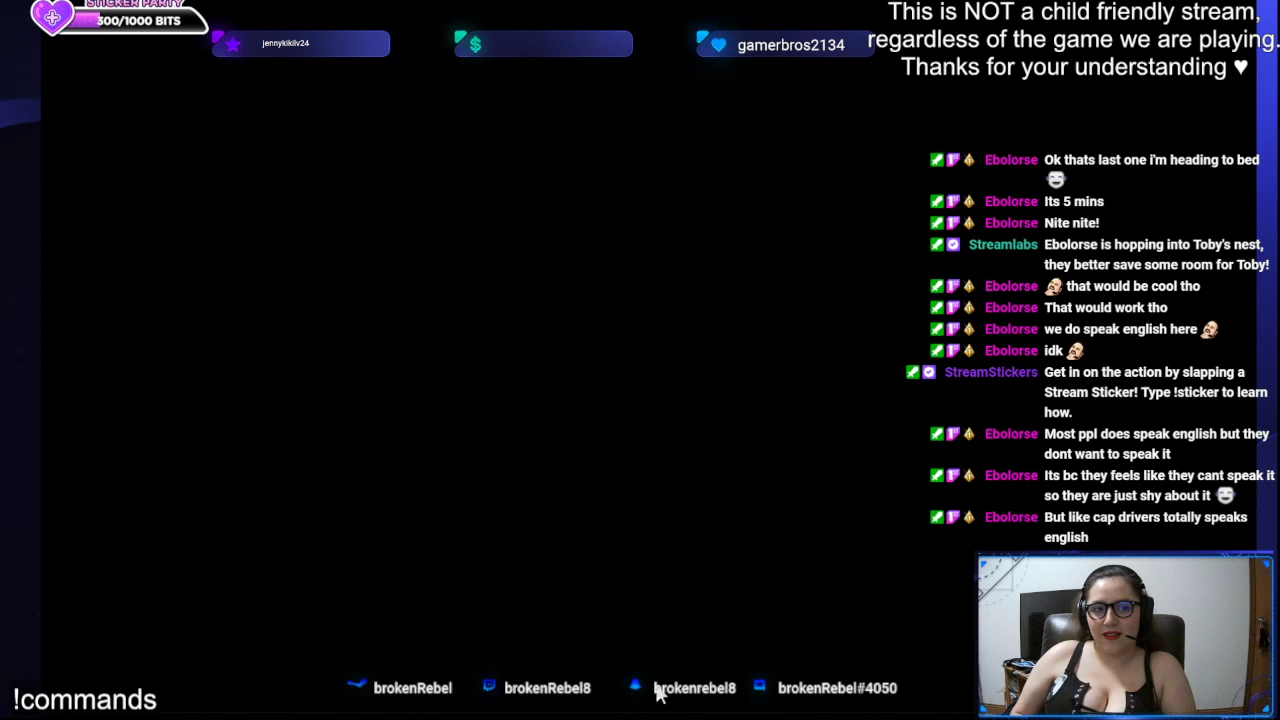 STICKER PARTY
300/1000 BITS
jennykikilv24
gamerbros2134
This is NOT a child friendly stream,
regardless of the game we are playing.
Thanks for your understanding ♥
Ebolorse Ok thats last one i'm heading to bed
Ebolorse Its 5 mins
Ebolorse Nite nite!
Streamlabs Ebolorse is hopping into Toby's nest,
they better save some room for Toby!
Ebolorse that would be cool tho
Ebolorse That would work tho
Ebolorse we do speak english here
Ebolorse idk
StreamStickers Get in on the action by slapping a
Stream Sticker! Type !sticker to learn
how.
Ebolorse Most ppl does speak english but they
dont want to speak it
Ebolorse Its bc they feels like they cant speak it
so they are just shy about it
Ebolorse But like cap drivers totally speaks
english
!commands
brokenRebel
brokenRebel8
brokenrebel8
brokenRebel#4050